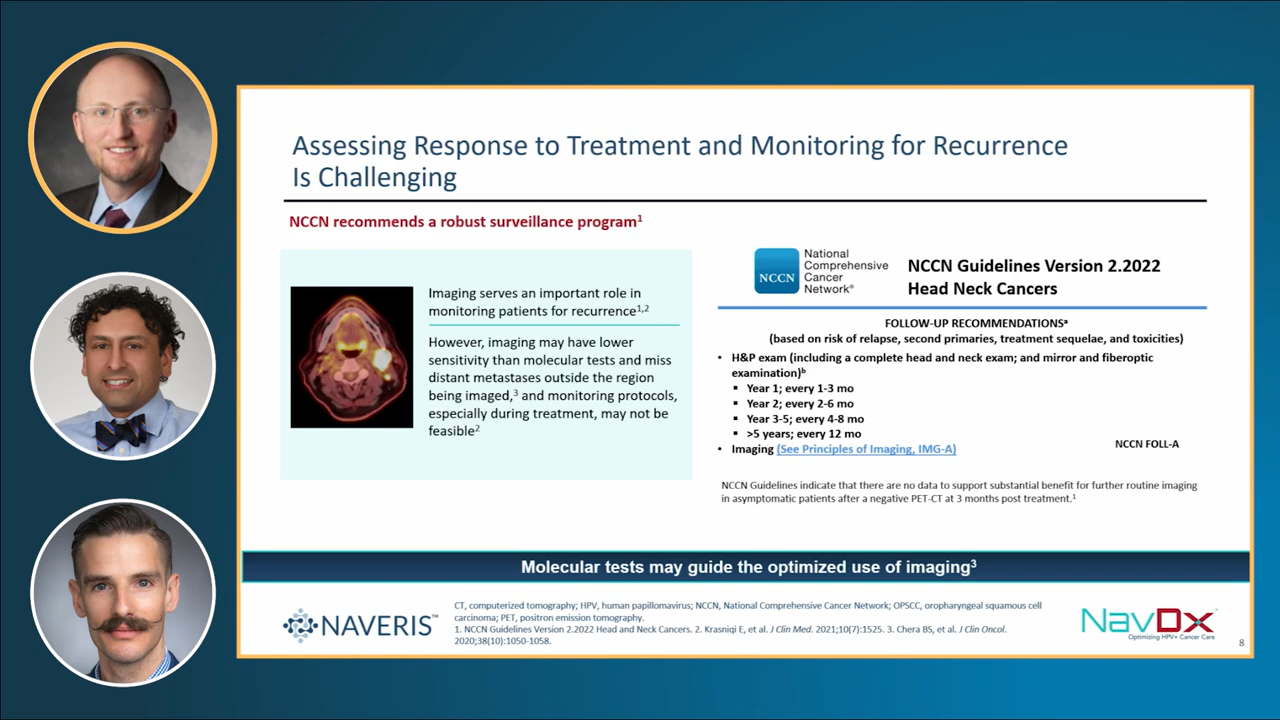 Assessing Response to Treatment and Monitoring for Recurrence
Is Challenging
NCCN recommends a robust surveillance program¹
Imaging serves an important role in
monitoring patients for recurrence¹,²
However, imaging may have lower
sensitivity than molecular tests and miss
distant metastases outside the region
being imaged,³ and monitoring protocols,
especially during treatment, may not be
feasible²
NCCN
National
Comprehensive
Cancer
Network®
NCCN Guidelines Version 2.2022
Head Neck Cancers
FOLLOW-UP RECOMMENDATIONSᵃ
(based on risk of relapse, second primaries, treatment sequelae, and toxicities)
• H&P exam (including a complete head and neck exam; and mirror and fiberoptic
examination)ᵇ
▪ Year 1; every 1-3 mo
▪ Year 2; every 2-6 mo
▪ Year 3-5; every 4-8 mo
▪ >5 years; every 12 mo
• Imaging (See Principles of Imaging, IMG-A)
NCCN FOLL-A
NCCN Guidelines indicate that there are no data to support substantial benefit for further routine imaging
in asymptomatic patients after a negative PET-CT at 3 months post treatment.¹
Molecular tests may guide the optimized use of imaging³
NAVERIS™
CT, computerized tomography; HPV, human papillomavirus; NCCN, National Comprehensive Cancer Network; OPSCC, oropharyngeal squamous cell
carcinoma; PET, positron emission tomography.
1. NCCN Guidelines Version 2.2022 Head and Neck Cancers. 2. Krasniqi E, et al. J Clin Med. 2021;10(7):1525. 3. Chera BS, et al. J Clin Oncol.
2020;38(10):1050-1058.
NavDx®
Optimizing HPV+ Cancer Care
8